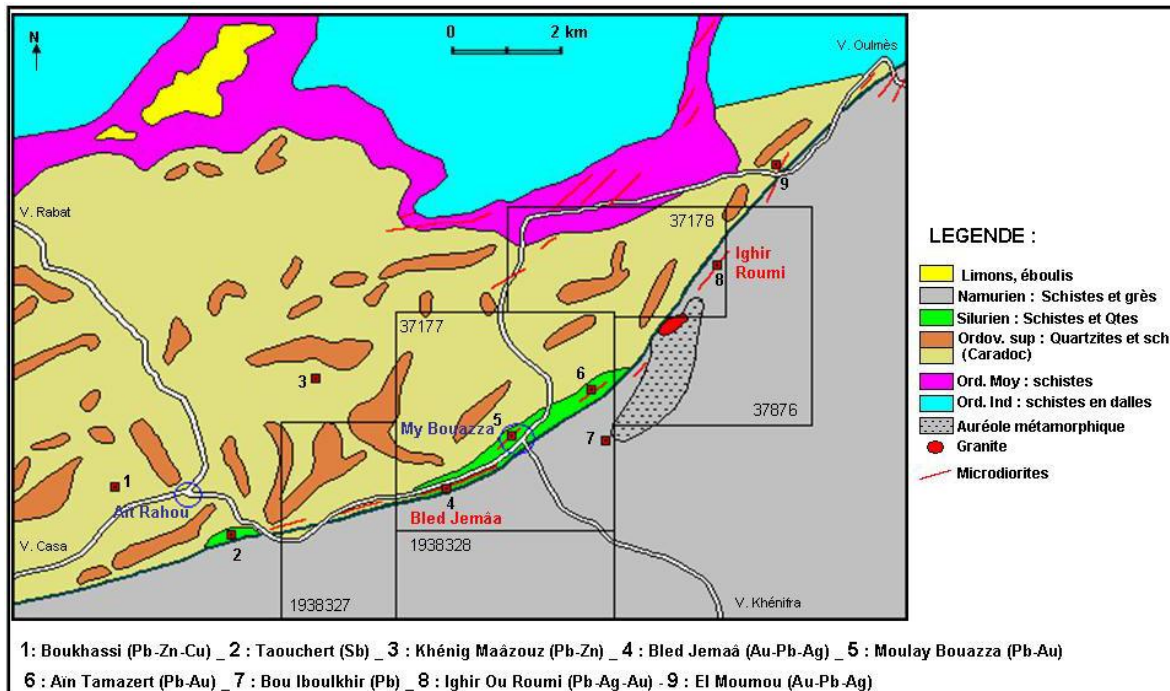 N
0 2 km
V. Oulmès
9
37178
V. Rabat
Ighir
Roumi
8
37177
3
6
My Bouazza
5
37876
7
1
Aït Rahou
4
Bled Jemâa
V. Casa
2
1938328
1938327
V. Khénifra
LEGENDE :
Limons, éboulis
Namurien : Schistes et grès
Silurien : Schistes et Qtes
Ordov. sup : Quartzites et sch
(Caradoc)
Ord. Moy : schistes
Ord. Ind : schistes en dalles
Auréole métamorphique
Granite
Microdiorites
1: Boukhassi (Pb-Zn-Cu) _ 2 : Taouchert (Sb) _ 3 : Khénig Maâzouz (Pb-Zn) _ 4 : Bled Jemaâ (Au-Pb-Ag) _ 5 : Moulay Bouazza (Pb-Au)
6 : Aïn Tamazert (Pb-Au) _ 7 : Bou Iboulkhir (Pb) _ 8 : Ighir Ou Roumi (Pb-Ag-Au) - 9 : El Moumou (Au-Pb-Ag)